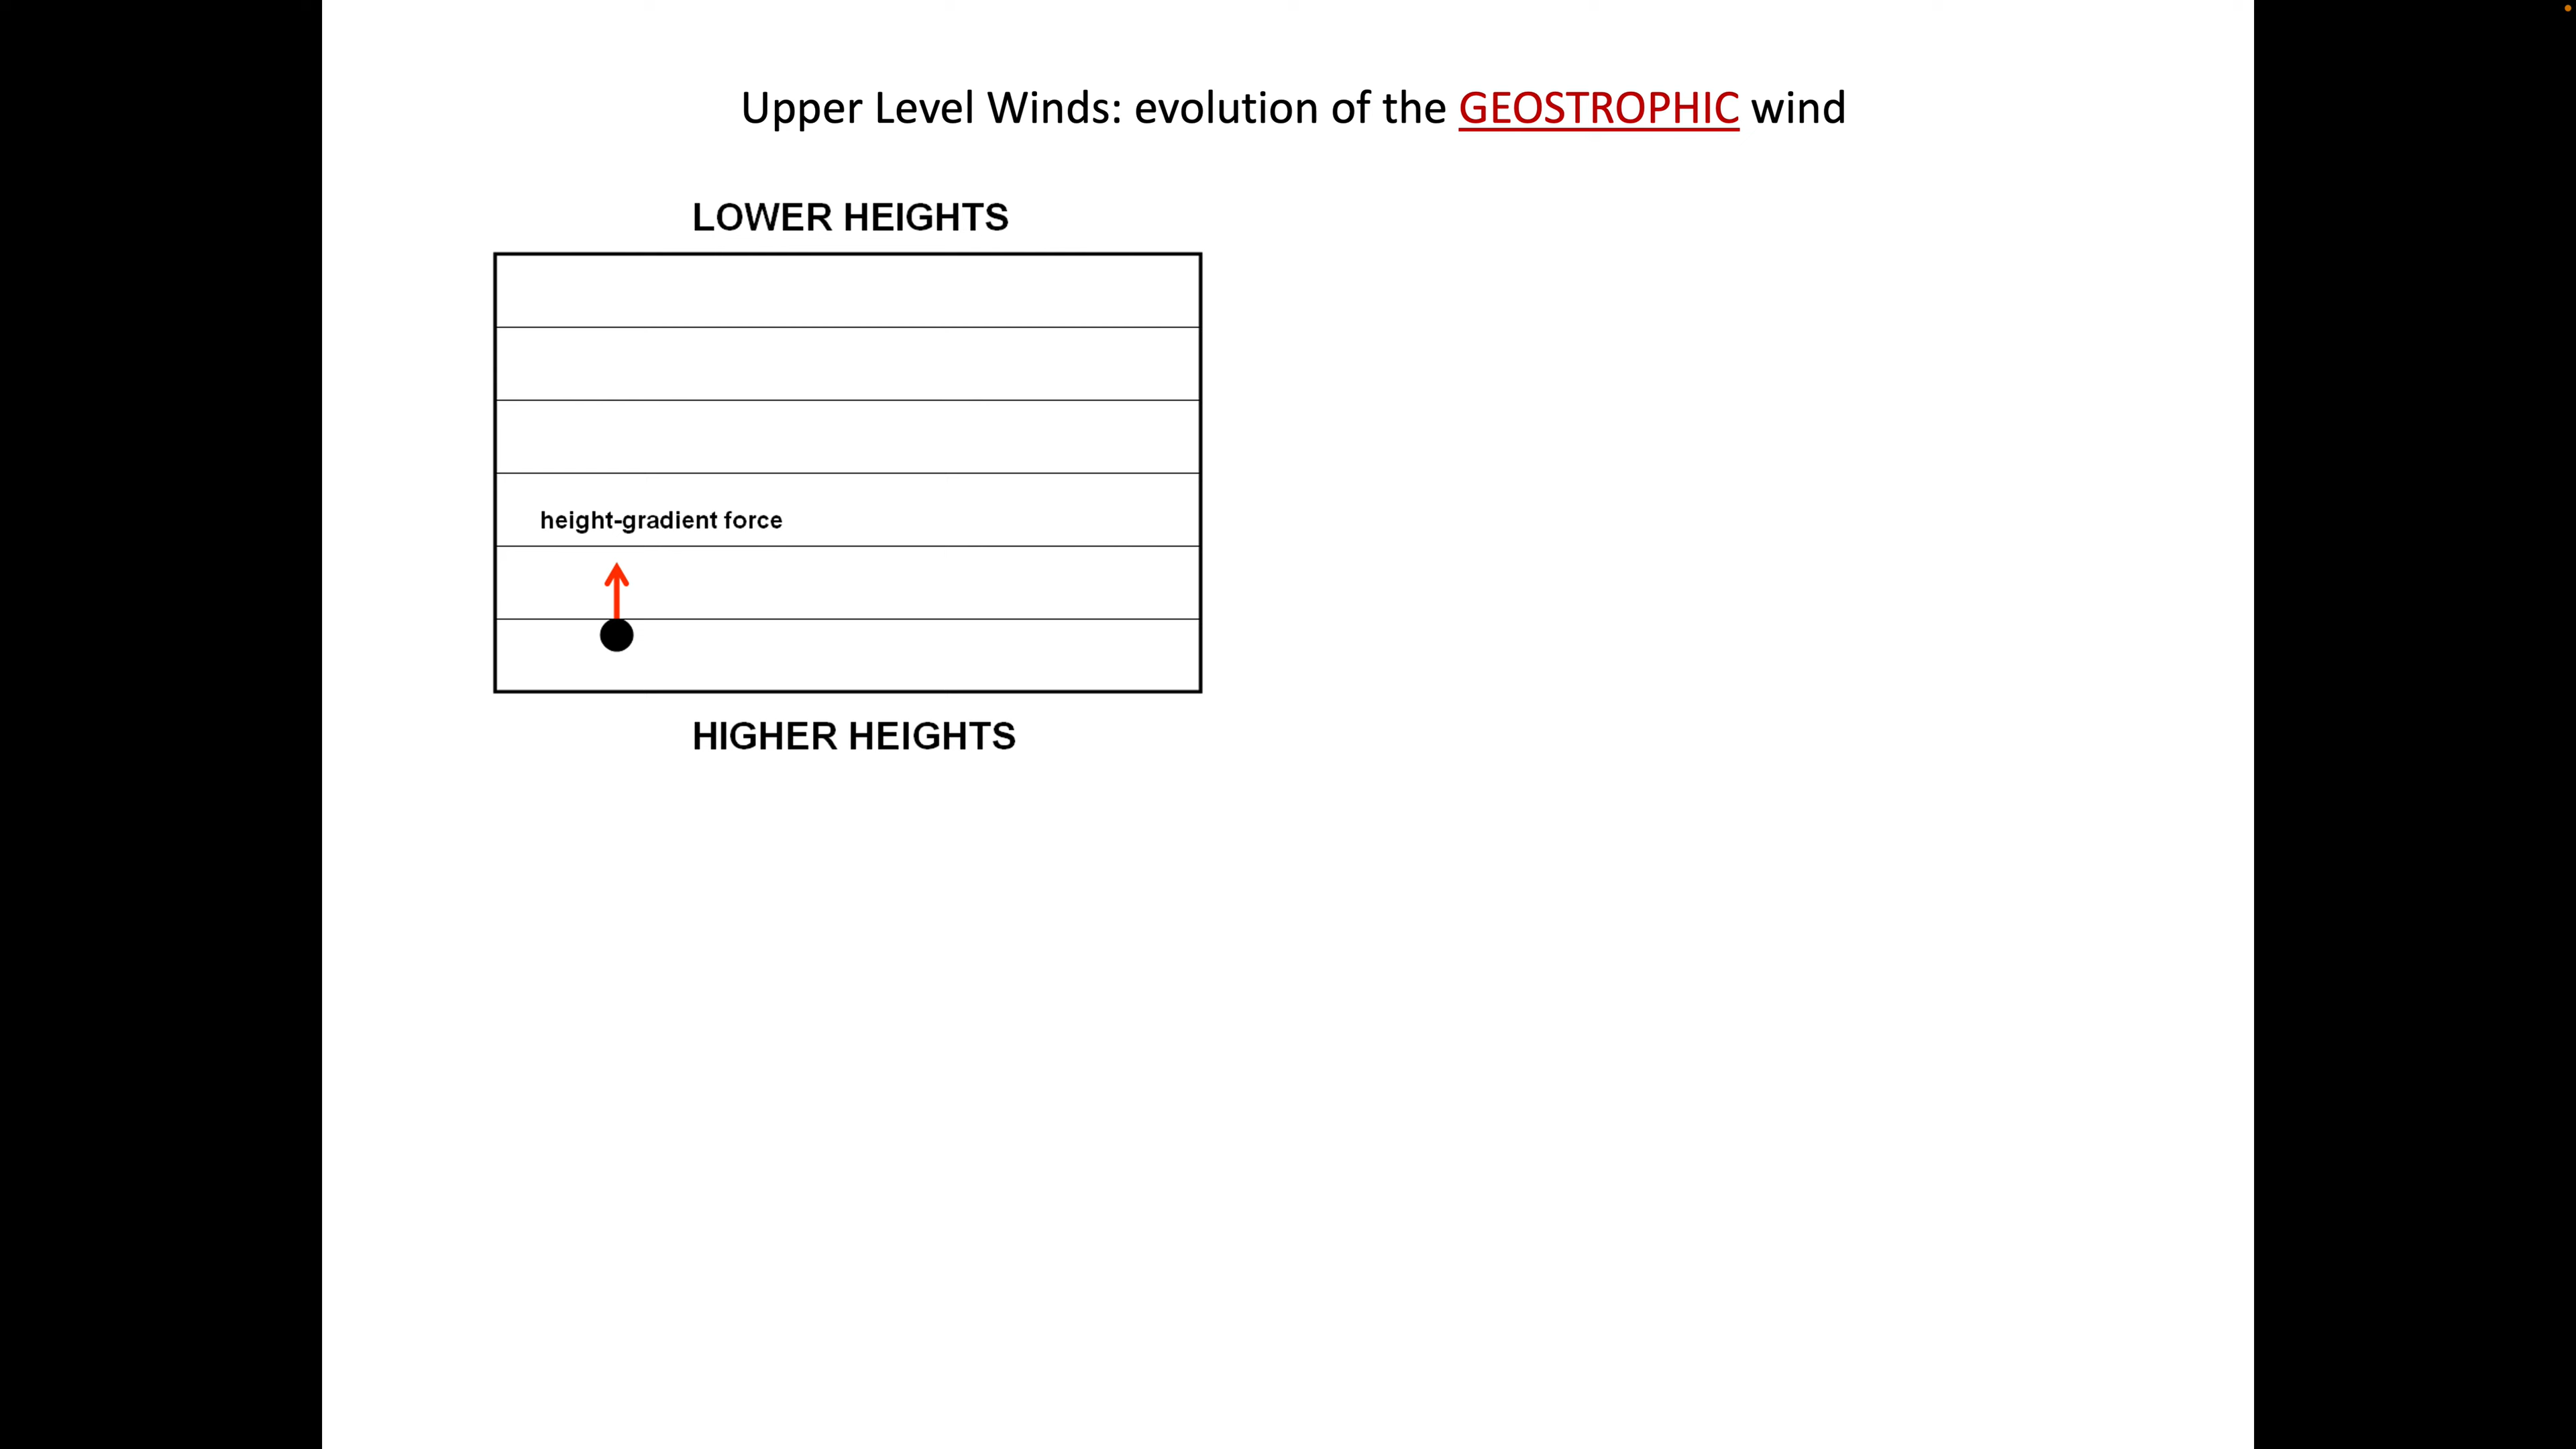 Upper Level Winds: evolution of the GEOSTROPHIC wind
LOWER HEIGHTS
height-gradient force
HIGHER HEIGHTS